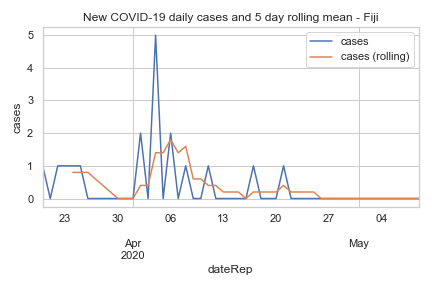 New COVID-19 daily cases and 5 day rolling mean - Fiji
cases
cases (rolling)
5
4
3
2
1
0
cases
23 30 06 13 20 27 04
Apr May
2020
dateRep